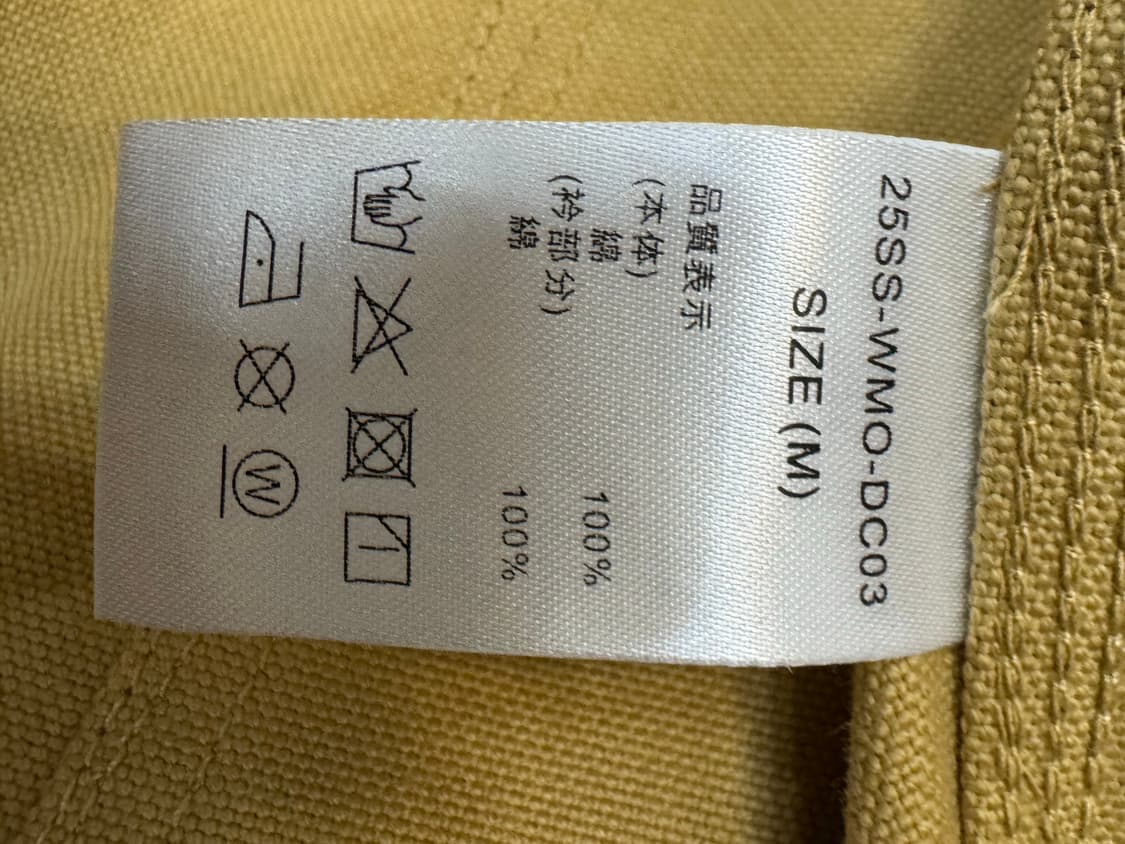 25SS-WMO-DC03
SIZE (M)
品質表示
(本体)
綿 100%
(衿部分)
綿 100%
W